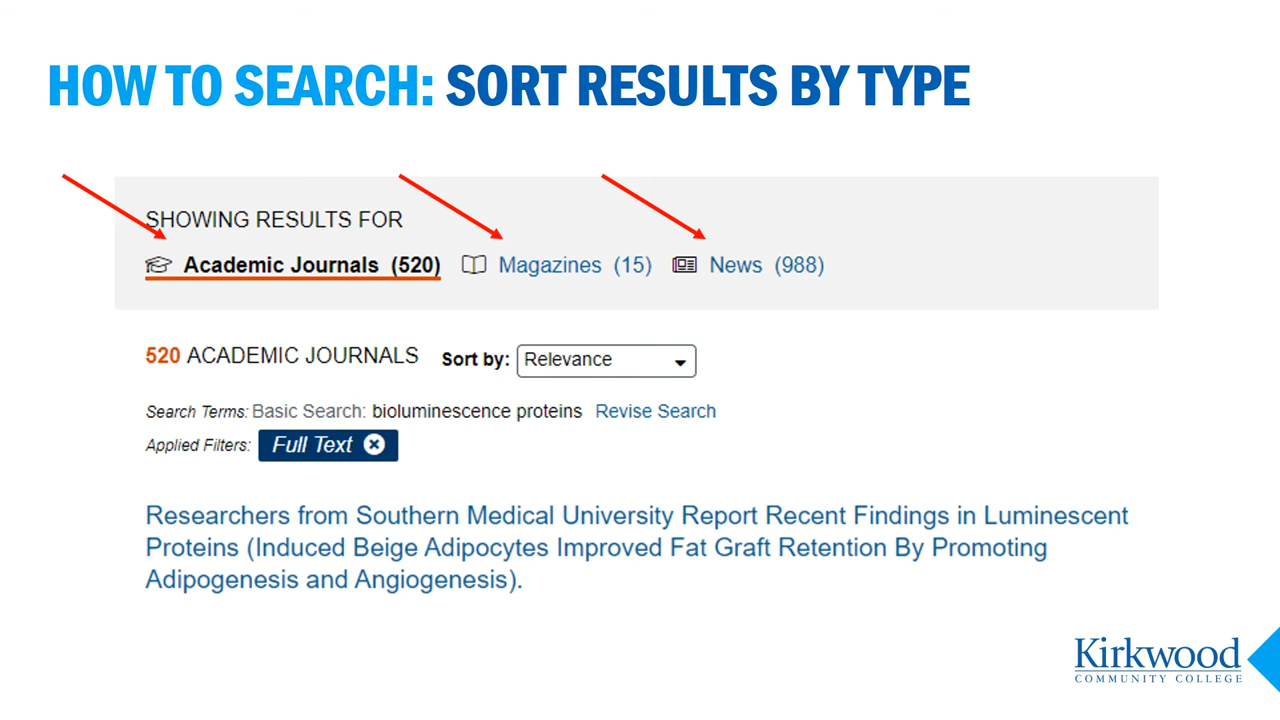 HOW TO SEARCH: SORT RESULTS BY TYPE
SHOWING RESULTS FOR
Academic Journals (520) Magazines (15) News (988)
520 ACADEMIC JOURNALS Sort by: Relevance
Search Terms: Basic Search: bioluminescence proteins Revise Search
Applied Filters: Full Text
Researchers from Southern Medical University Report Recent Findings in Luminescent
Proteins (Induced Beige Adipocytes Improved Fat Graft Retention By Promoting
Adipogenesis and Angiogenesis).
Kirkwood
COMMUNITY COLLEGE